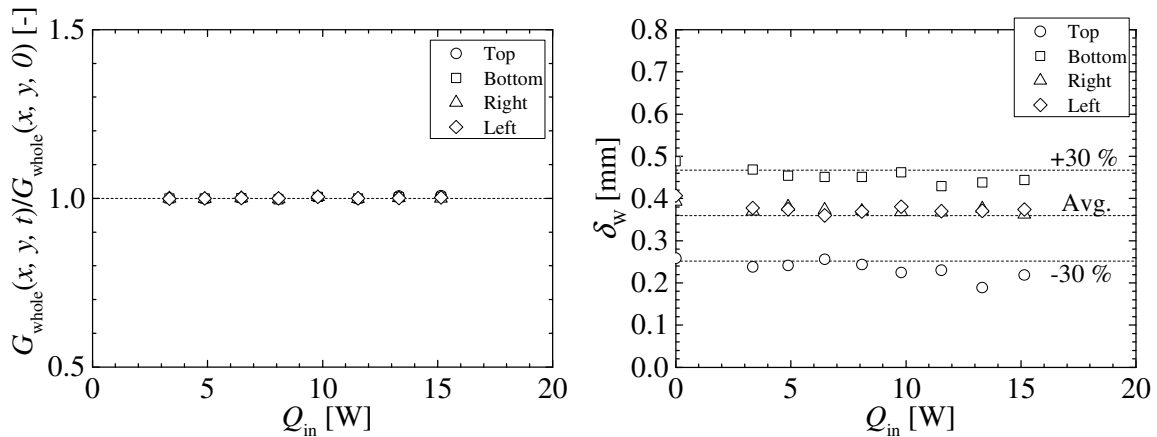 G_whole(x, y, t)/G_whole(x, y, 0) [-]
1.5
1.0
0.5
0 5 10 15 20
Q_in [W]
Top
Bottom
Right
Left
δ_w [mm]
0.8
0.7
0.6
0.5
0.4
0.3
0.2
0.1
0.0
0 5 10 15 20
Q_in [W]
Top
Bottom
Right
Left
+30 %
Avg.
-30 %